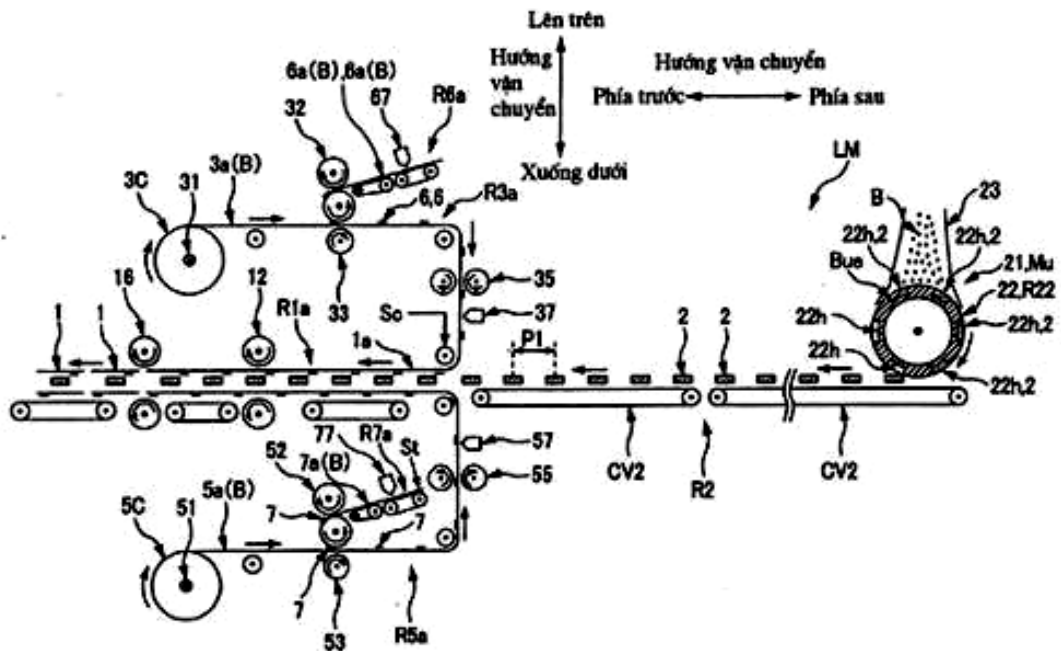 Lên trên
Hướng vận chuyển
Hướng vận chuyển
Phía trước
Phía sau
Xuống dưới
6a(B),6a(B)
67
R6a
32
3a(B)
3C
31
6,6
R3a
LM
B
23
22h,2
22h,2
Bue
21,Mu
22,R22
22h
22h,2
22h
22h,2
35
37
33
16
12
R1a
Sc
1
1
1a
2
2
P1
CV2
R2
CV2
57
55
77
R7a
St
52
7a(B)
7
7
7
5a(B)
5C
51
53
R5a